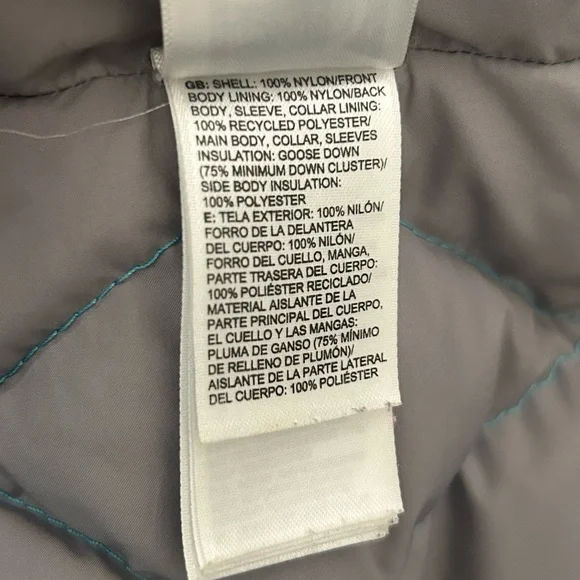 GB: SHELL: 100% NYLON/FRONT
BODY LINING: 100% NYLON/BACK
BODY, SLEEVE, COLLAR LINING:
100% RECYCLED POLYESTER/
MAIN BODY, COLLAR, SLEEVES
INSULATION: GOOSE DOWN
(75% MINIMUM DOWN CLUSTER)/
SIDE BODY INSULATION:
100% POLYESTER
E: TELA EXTERIOR: 100% NILÓN/
FORRO DE LA DELANTERA
DEL CUERPO: 100% NILÓN/
FORRO DEL CUELLO, MANGA,
PARTE TRASERA DEL CUERPO:
100% POLIÉSTER RECICLADO/
MATERIAL AISLANTE DE LA
PARTE PRINCIPAL DEL CUERPO,
EL CUELLO Y LAS MANGAS:
PLUMA DE GANSO (75% MÍNIMO
DE RELLENO DE PLUMÓN)/
AISLANTE DE LA PARTE LATERAL
DEL CUERPO: 100% POLIÉSTER